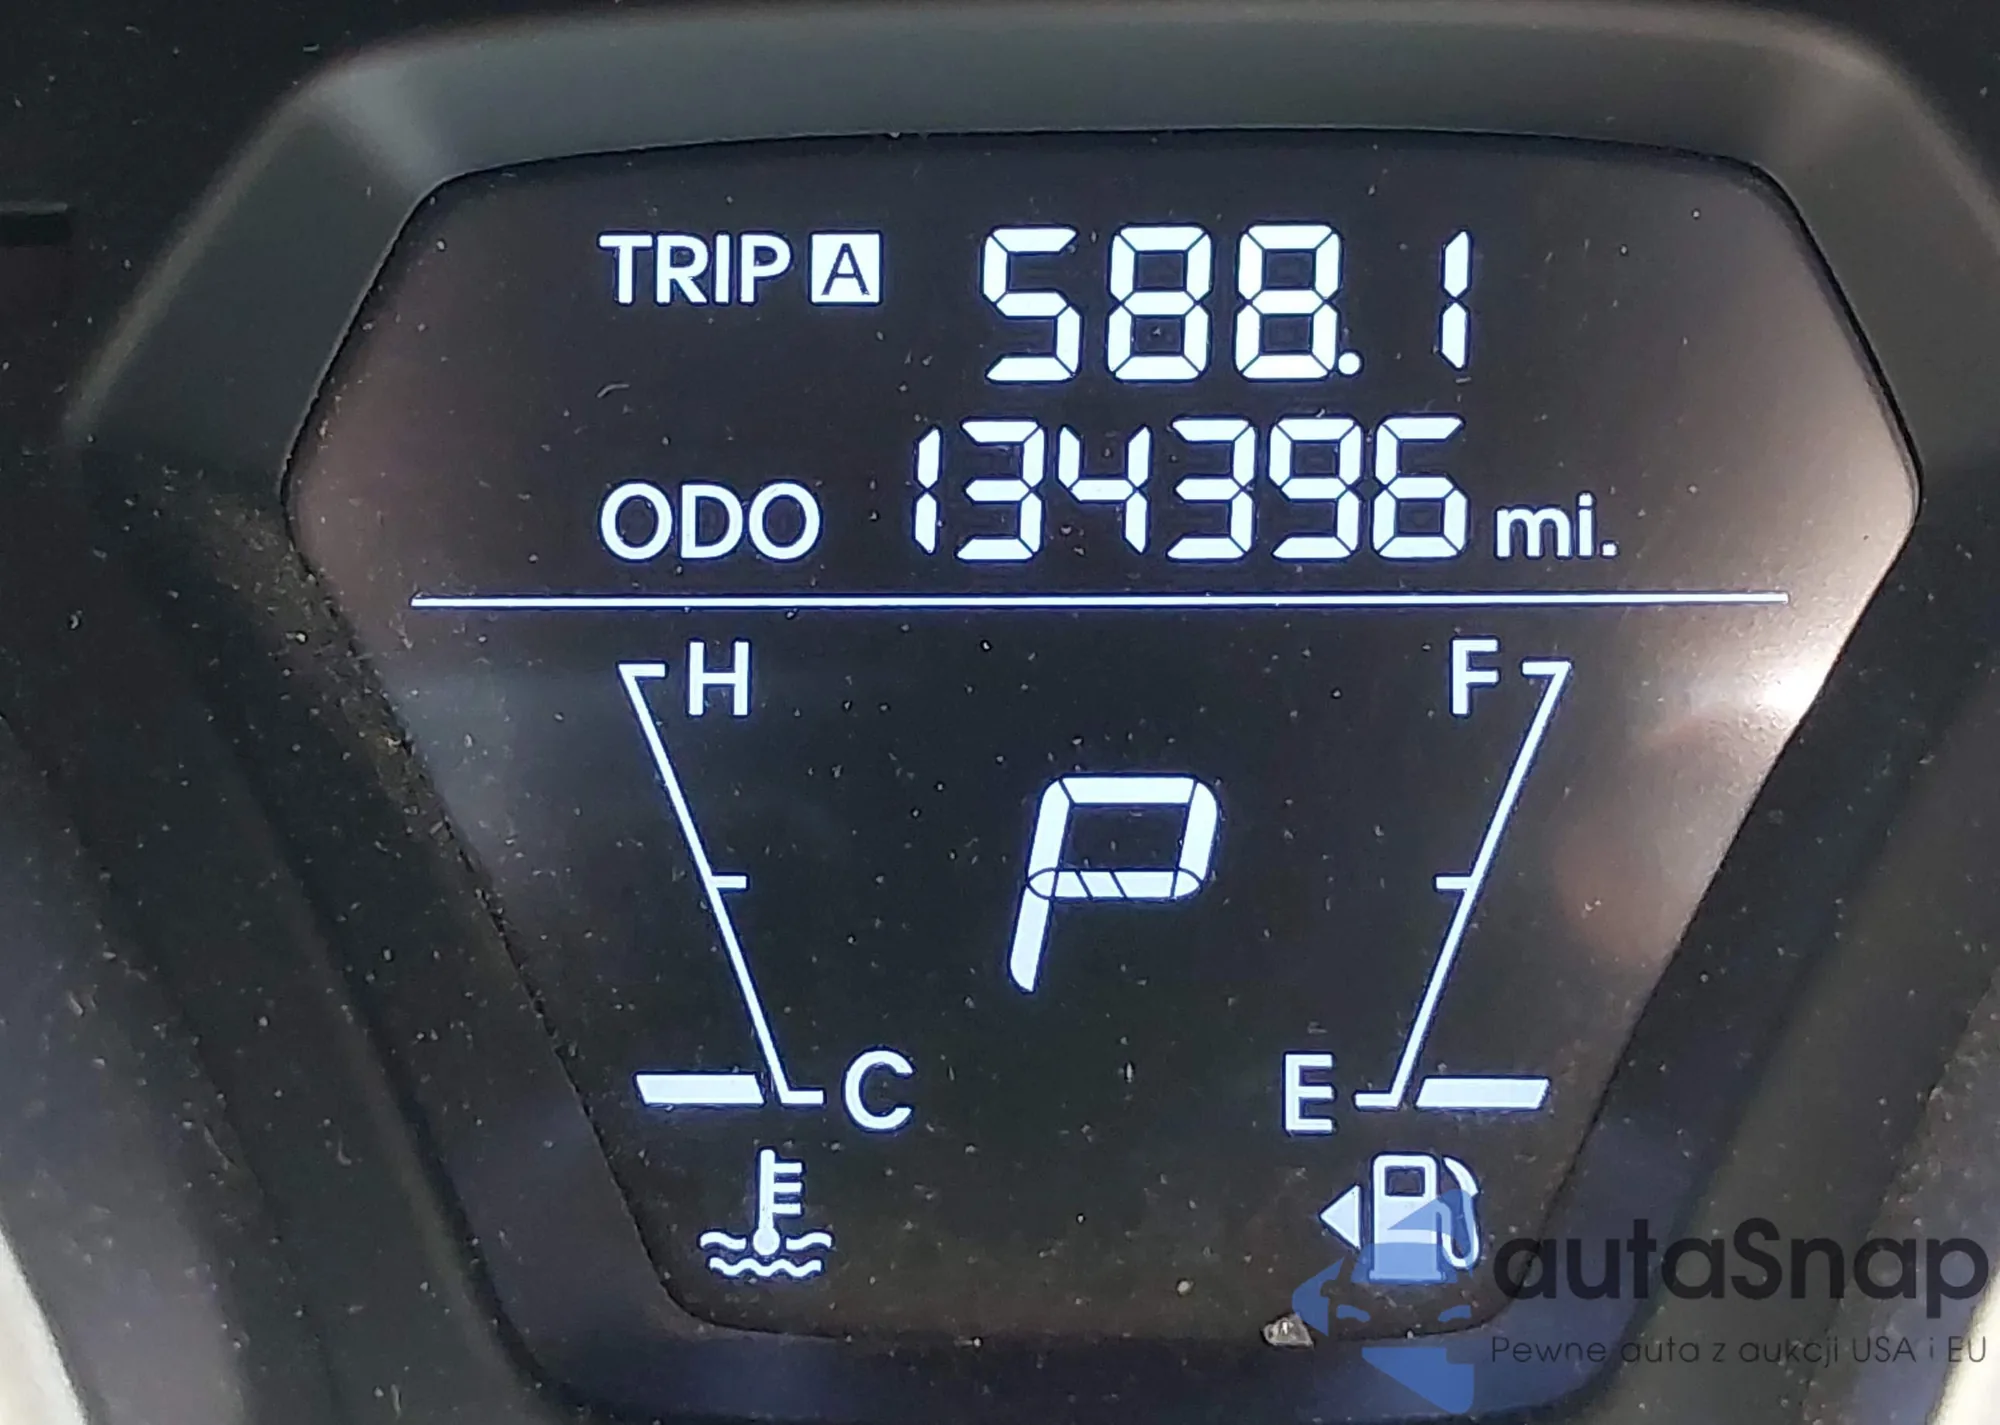 TRIP A 588.1
ODO 134396 mi.
H F
P
C E
autaSnap
Pewne auta z aukcji USA i EU